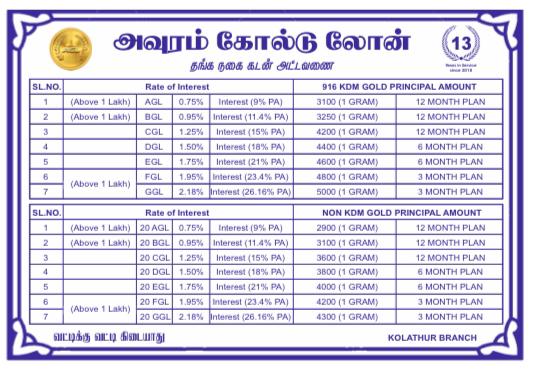 அவுரம் கோல்டு லோன்
தங்க நகை கடன் அட்டவணை
13
Years in Service
since 2018
SL.NO. Rate of Interest 916 KDM GOLD PRINCIPAL AMOUNT
1 (Above 1 Lakh) AGL 0.75% Interest (9% PA) 3100 (1 GRAM) 12 MONTH PLAN
2 (Above 1 Lakh) BGL 0.95% Interest (11.4% PA) 3250 (1 GRAM) 12 MONTH PLAN
3 CGL 1.25% Interest (15% PA) 4200 (1 GRAM) 12 MONTH PLAN
4 DGL 1.50% Interest (18% PA) 4400 (1 GRAM) 6 MONTH PLAN
5 EGL 1.75% Interest (21% PA) 4600 (1 GRAM) 6 MONTH PLAN
6 (Above 1 Lakh) FGL 1.95% Interest (23.4% PA) 4800 (1 GRAM) 3 MONTH PLAN
7 GGL 2.18% Interest (26.16% PA) 5000 (1 GRAM) 3 MONTH PLAN
SL.NO. Rate of Interest NON KDM GOLD PRINCIPAL AMOUNT
1 (Above 1 Lakh) 20 AGL 0.75% Interest (9% PA) 2900 (1 GRAM) 12 MONTH PLAN
2 (Above 1 Lakh) 20 BGL 0.95% Interest (11.4% PA) 3100 (1 GRAM) 12 MONTH PLAN
3 20 CGL 1.25% Interest (15% PA) 3600 (1 GRAM) 12 MONTH PLAN
4 20 DGL 1.50% Interest (18% PA) 3800 (1 GRAM) 6 MONTH PLAN
5 20 EGL 1.75% Interest (21% PA) 4000 (1 GRAM) 6 MONTH PLAN
6 (Above 1 Lakh) 20 FGL 1.95% Interest (23.4% PA) 4200 (1 GRAM) 3 MONTH PLAN
7 20 GGL 2.18% Interest (26.16% PA) 4300 (1 GRAM) 3 MONTH PLAN
வட்டிக்கு வட்டி கிடையாது KOLATHUR BRANCH